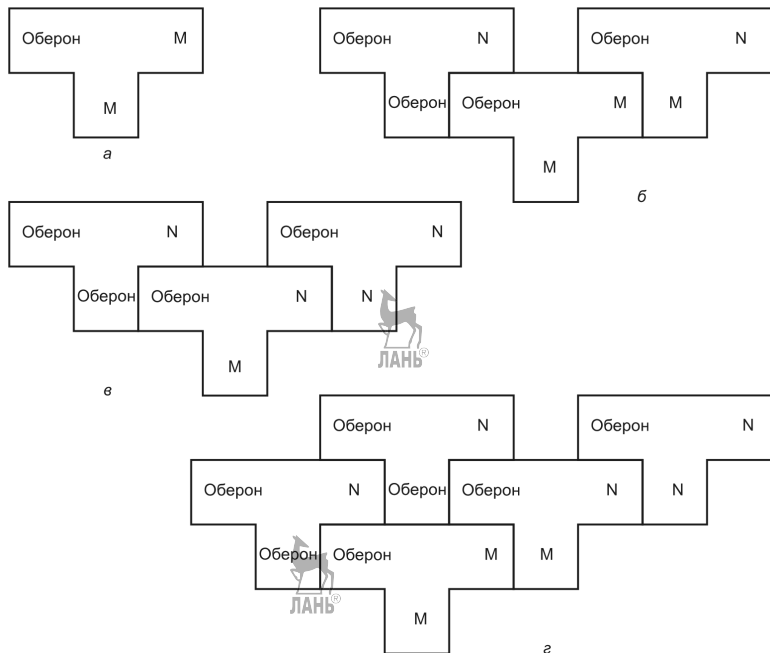 Оберон M Оберон N Оберон N
M Оберон Оберон M M
а M б
Оберон N Оберон N
Оберон Оберон N N
ЛАНЬ®
M
в
Оберон N Оберон N
Оберон N Оберон Оберон N N
Оберон Оберон M M
ЛАНЬ®
M
г